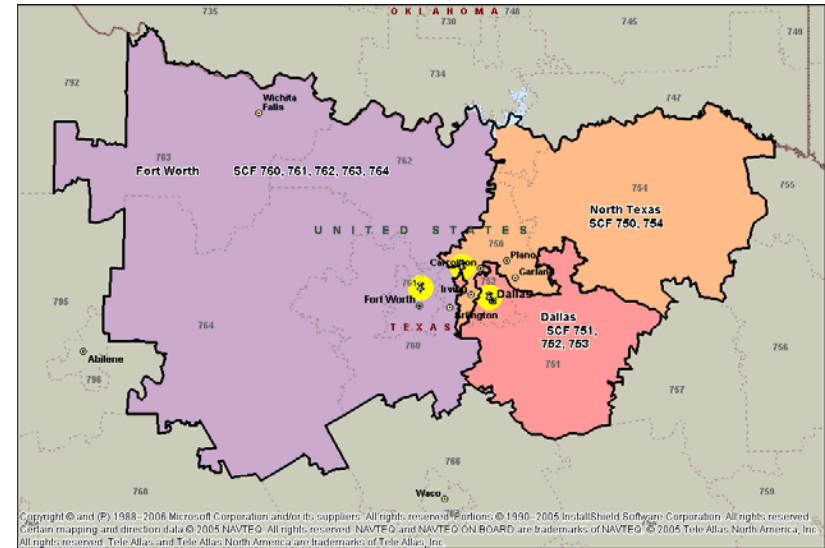 735
OKLAHOMA
738
748
745
749
792
734
747
Wichita
Falls
763
Fort Worth SCF 760, 761, 762, 763, 764
762
754
755
North Texas
SCF 750, 754
UNITED STATES
750
Plano
Carrollton
761
752
Garland
Irving
Dallas
795
Fort Worth
Arlington
Dallas
SCF 751,
752, 753
764
TEXAS
760
756
Abilene
751
796
757
766
768
Waco
759
Copyright © and (P) 1988–2006 Microsoft Corporation and/or its suppliers. All rights reserved. Portions © 1990–2005 InstallShield Software Corporation. All rights reserved.
Certain mapping and direction data © 2005 NAVTEQ. All rights reserved. NAVTEQ and NAVTEQ ON BOARD are trademarks of NAVTEQ. © 2005 Tele Atlas North America, Inc.
All rights reserved. Tele Atlas and Tele Atlas North America are trademarks of Tele Atlas, Inc.